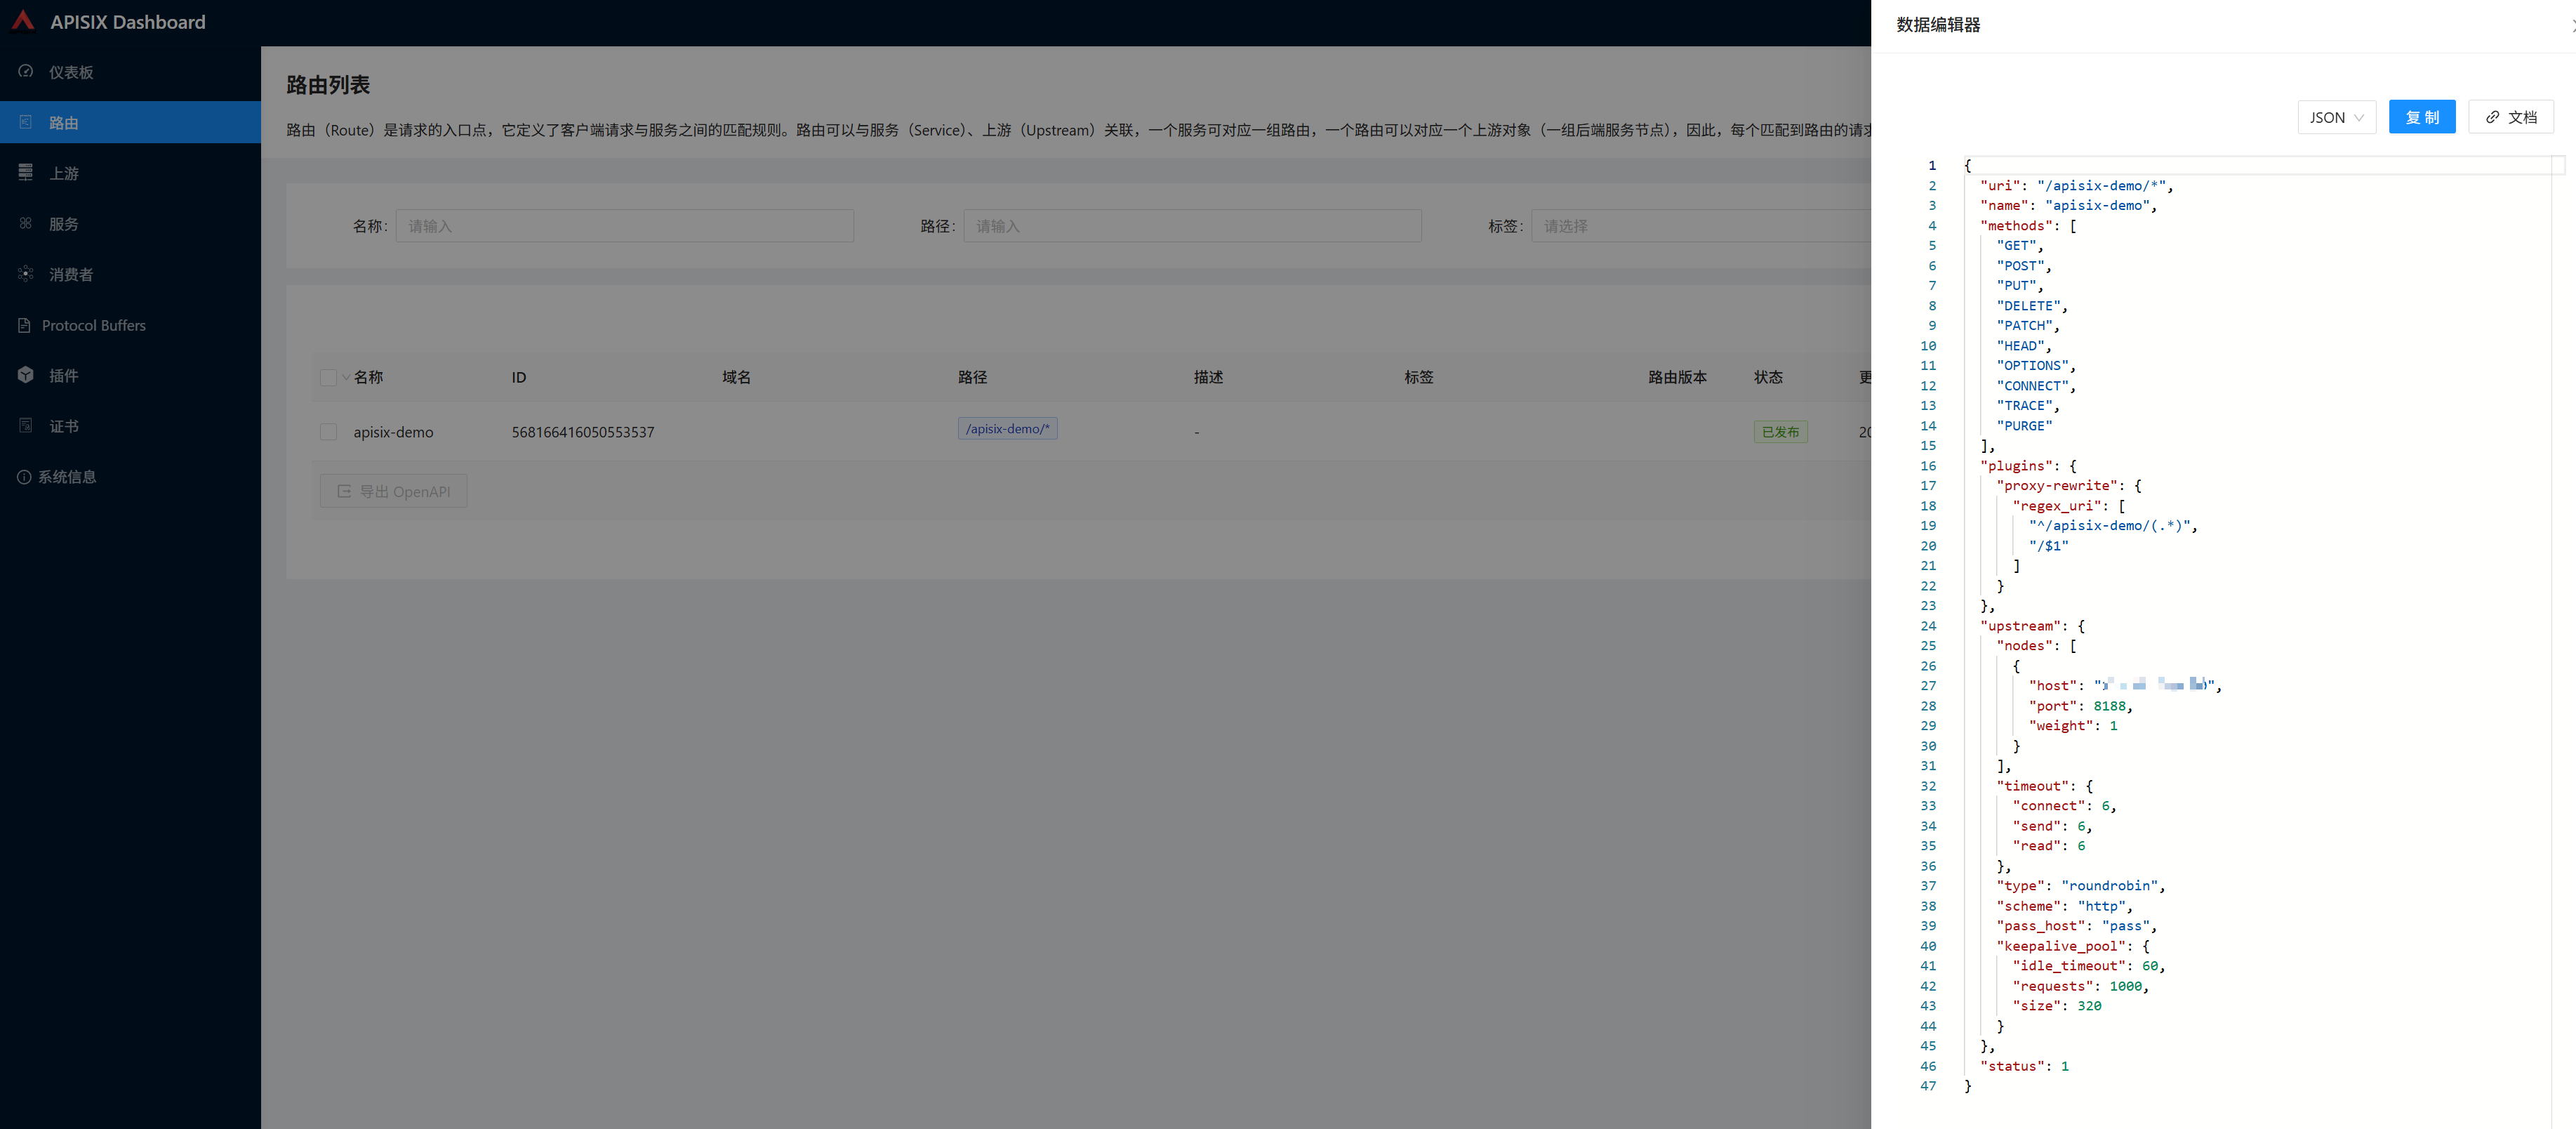 APISIX Dashboard
仪表板
路由
上游
服务
消费者
Protocol Buffers
插件
证书
系统信息
路由列表
路由（Route）是请求的入口点，它定义了客户端请求与服务之间的匹配规则。路由可以与服务（Service）、上游（Upstream）关联，一个服务可对应一组路由，一个路由可以对应一个上游对象（一组后端服务节点），因此，每个匹配到路由的请求
名称： 请输入 路径： 请输入 标签： 请选择
名称 ID 域名 路径 描述 标签 路由版本 状态 更
apisix-demo 568166416050553537 /apisix-demo/* - 已发布 20
导出 OpenAPI
数据编辑器
JSON 复 制 文档
1 {
2 "uri": "/apisix-demo/*",
3 "name": "apisix-demo",
4 "methods": [
5 "GET",
6 "POST",
7 "PUT",
8 "DELETE",
9 "PATCH",
10 "HEAD",
11 "OPTIONS",
12 "CONNECT",
13 "TRACE",
14 "PURGE"
15 ],
16 "plugins": {
17 "proxy-rewrite": {
18 "regex_uri": [
19 "^/apisix-demo/(.*)",
20 "/$1"
21 ]
22 }
23 },
24 "upstream": {
25 "nodes": [
26 {
27 "host": "",
28 "port": 8188,
29 "weight": 1
30 }
31 ],
32 "timeout": {
33 "connect": 6,
34 "send": 6,
35 "read": 6
36 },
37 "type": "roundrobin",
38 "scheme": "http",
39 "pass_host": "pass",
40 "keepalive_pool": {
41 "idle_timeout": 60,
42 "requests": 1000,
43 "size": 320
44 }
45 },
46 "status": 1
47 }